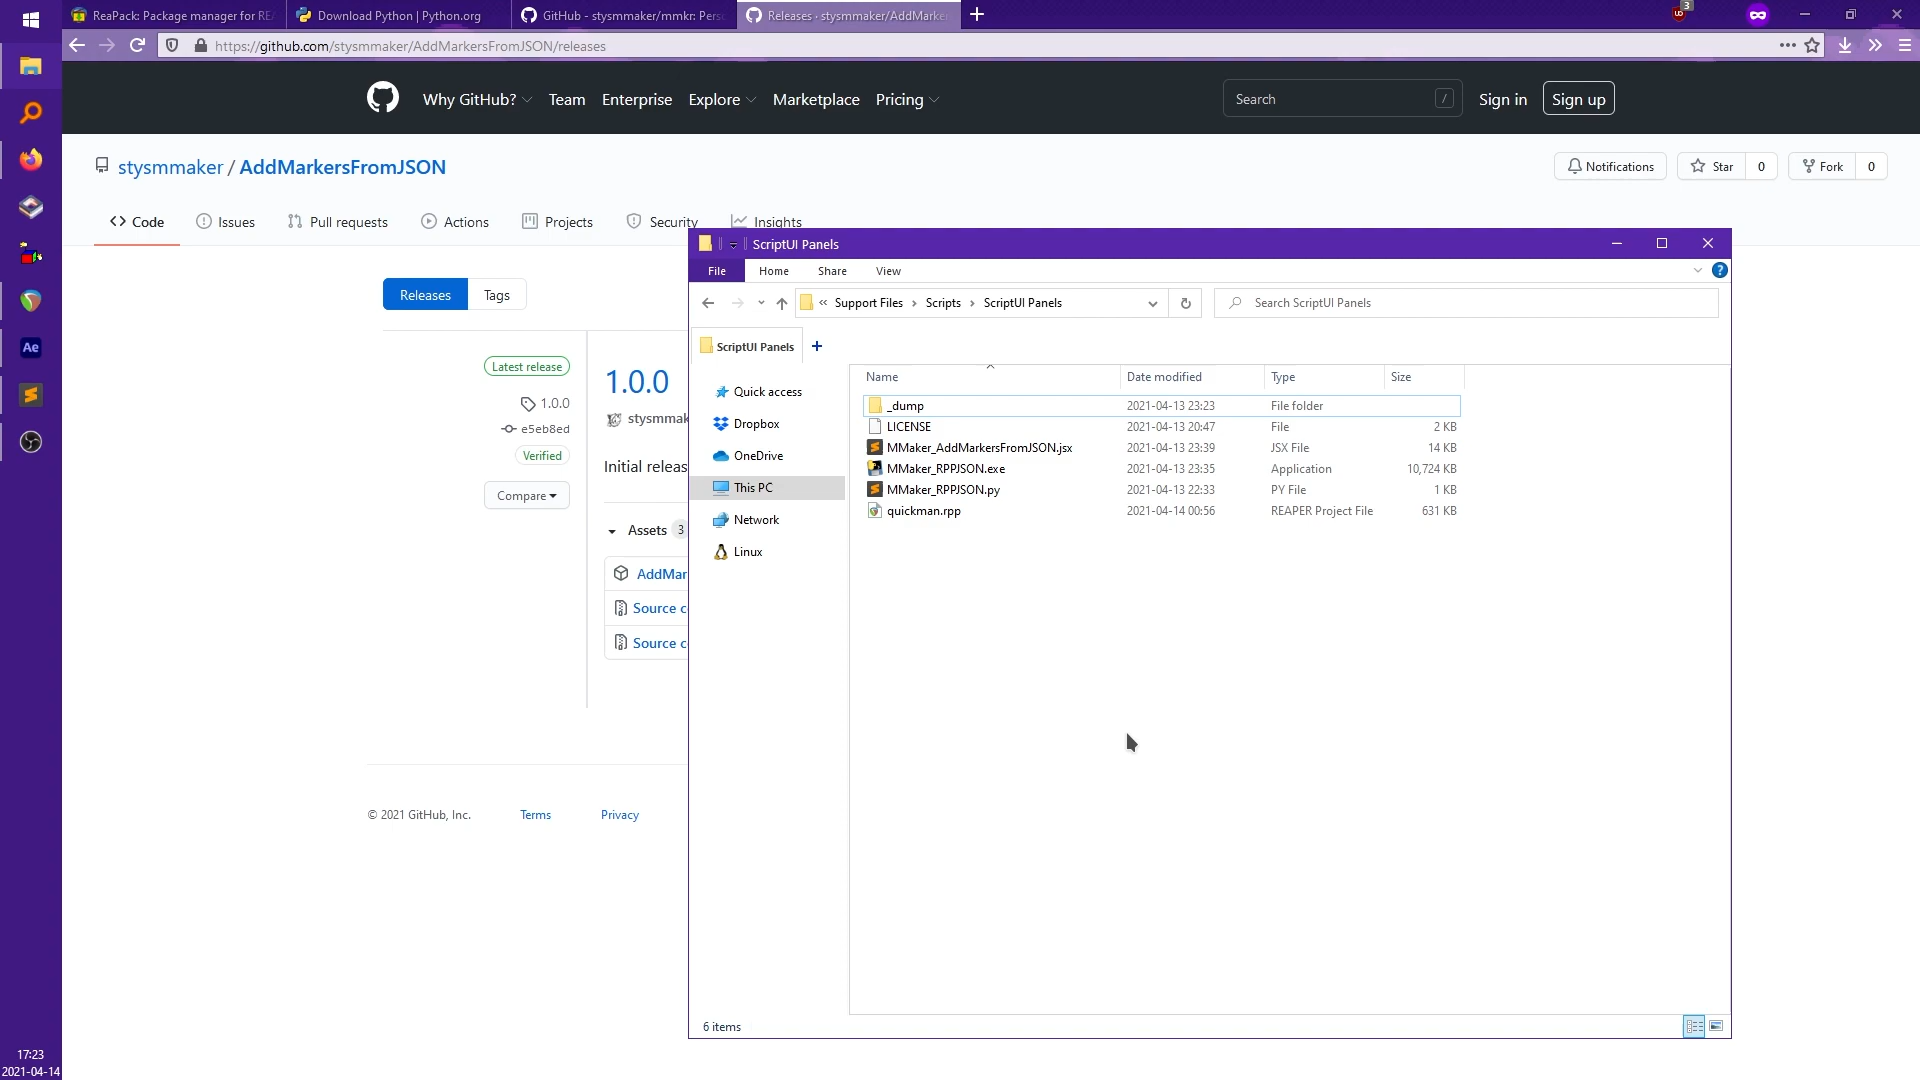 ReaPack: Package manager for REA
Download Python | Python.org
GitHub - stysmmaker/mmkr: Perso
Releases · stysmmaker/AddMarke
3
https://github.com/stysmmaker/AddMarkersFromJSON/releases
Why GitHub? Team Enterprise Explore Marketplace Pricing
Search /
Sign in Sign up
stysmmaker / AddMarkersFromJSON
Notifications Star 0 Fork 0
Code Issues Pull requests Actions Projects Security Insights
Releases Tags
Latest release
1.0.0
e5eb8ed
Verified
Compare
1.0.0
stysmmak
Initial releas
Assets 3
AddMar
Source c
Source c
© 2021 GitHub, Inc. Terms Privacy
ScriptUI Panels
File Home Share View
« Support Files › Scripts › ScriptUI Panels
Search ScriptUI Panels
ScriptUI Panels
Quick access
Dropbox
OneDrive
This PC
Network
Linux
Name Date modified Type Size
_dump 2021-04-13 23:23 File folder
LICENSE 2021-04-13 20:47 File 2 KB
MMaker_AddMarkersFromJSON.jsx 2021-04-13 23:39 JSX File 14 KB
MMaker_RPPJSON.exe 2021-04-13 23:35 Application 10,724 KB
MMaker_RPPJSON.py 2021-04-13 22:33 PY File 1 KB
quickman.rpp 2021-04-14 00:56 REAPER Project File 631 KB
6 items
Ae
17:23
2021-04-14